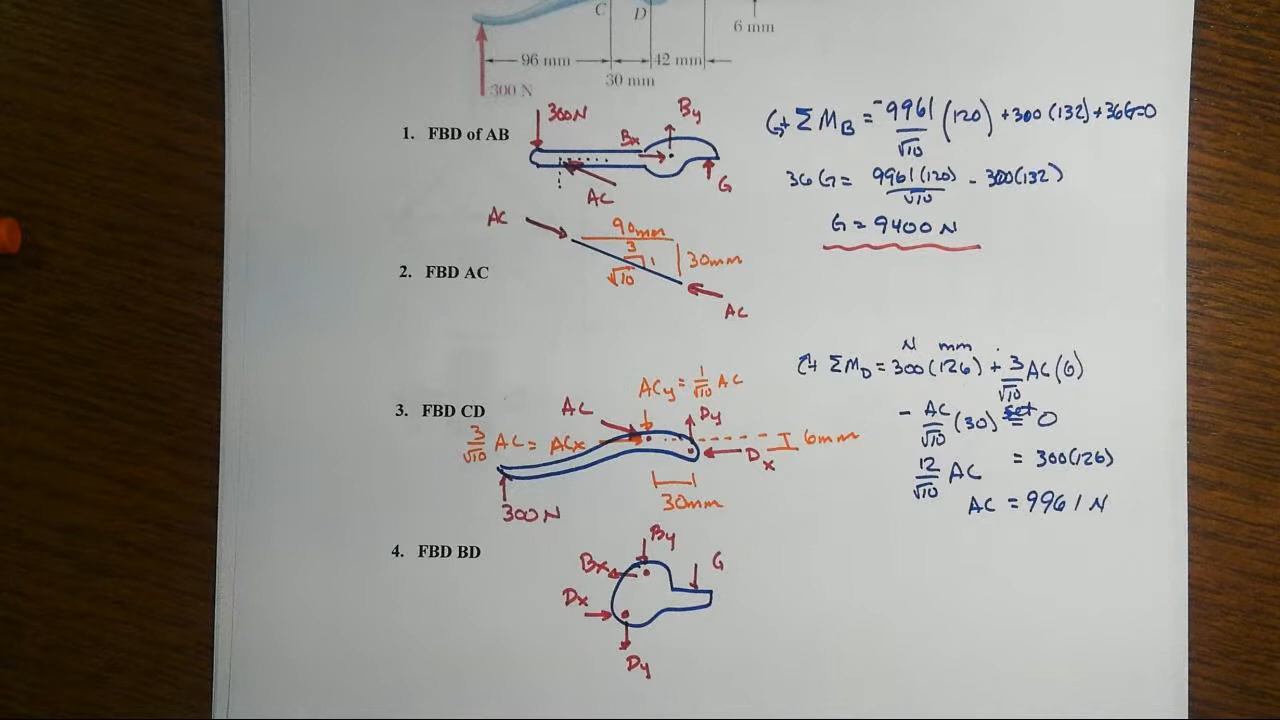 C D
6 mm
96 mm 42 mm
30 mm
300 N
1. FBD of AB
300N
By
Bx
AC
G
↺+ ΣM_B = -9961/√10 (120) + 300(132) + 36G=0
36G = 9961(120)/√10 - 300(132)
G = 9400 N
2. FBD AC
AC
90mm
3
√10 1
30mm
AC
N mm
↺+ ΣM_D = 300(126) + 3/√10 AC(6)
- AC/√10 (30) set= 0
12/√10 AC = 300(126)
AC = 9961 N
3. FBD CD
ACy = 1/√10 AC
AC
Dy
3/√10 AC = ACx
6mm
Dx
30mm
300N
4. FBD BD
By
Bx
G
Dx
Dy